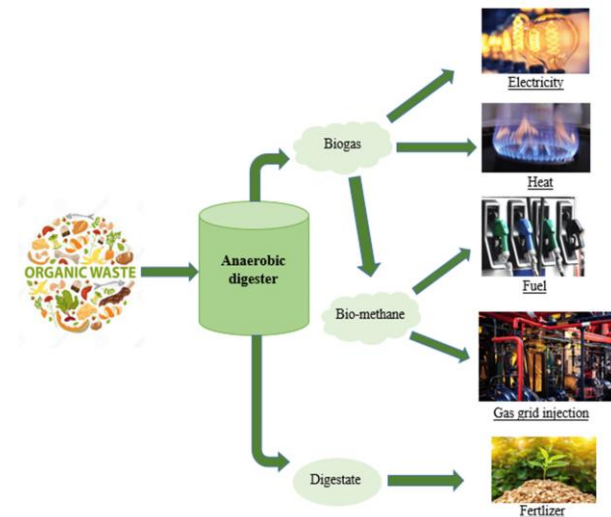 Electricity
Biogas
Heat
ORGANIC WASTE
Anaerobic
digester
Fuel
Bio-methane
Gas grid injection
Digestate
Fertlizer